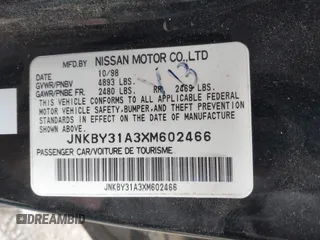 MFD.BY NISSAN MOTOR CO.,LTD
DATE 10/98
GVWR/PNBV 4893 LBS.
GAWR/PNBE FR. 2480 LBS. RR. 2469 LBS.
THIS VEHICLE CONFORMS TO ALL APPLICABLE FEDERAL
MOTOR VEHICLE SAFETY, BUMPER, AND THEFT PREVENTION
STANDARDS IN EFFECT ON THE DATE OF MANUFACTURE
SHOWN ABOVE.
JNKBY31A3XM602466
PASSENGER CAR/VOITURE DE TOURISME
JNKBY31A3XM602466
DREAMBID